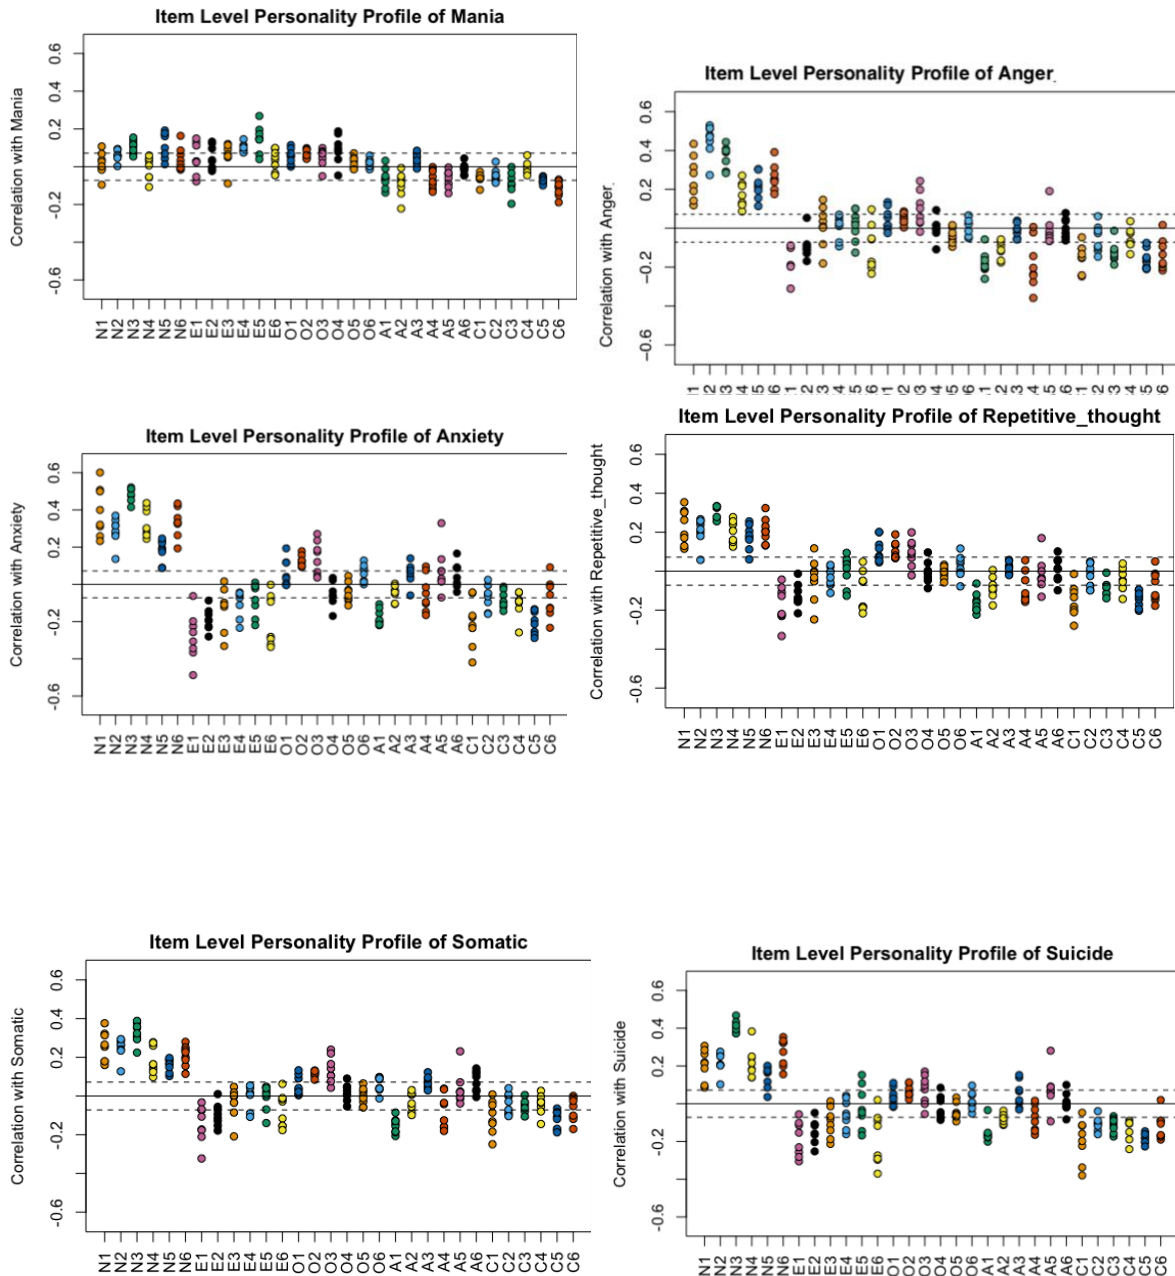 Item Level Personality Profile of Mania
Correlation with Mania
0.6
0.4
0.2
-0.2
-0.6
N1 N2 N3 N4 N5 N6 E1 E2 E3 E4 E5 E6 O1 O2 O3 O4 O5 O6 A1 A2 A3 A4 A5 A6 C1 C2 C3 C4 C5 C6
Item Level Personality Profile of Anger
Correlation with Anger
0.6
0.4
0.2
-0.2
-0.6
Item Level Personality Profile of Anxiety
Correlation with Anxiety
0.6
0.4
0.2
-0.2
-0.6
N1 N2 N3 N4 N5 N6 E1 E2 E3 E4 E5 E6 O1 O2 O3 O4 O5 O6 A1 A2 A3 A4 A5 A6 C1 C2 C3 C4 C5 C6
Item Level Personality Profile of Repetitive_thought
Correlation with Repetitive_thought
0.6
0.4
0.2
-0.2
-0.6
N1 N2 N3 N4 N5 N6 E1 E2 E3 E4 E5 E6 O1 O2 O3 O4 O5 O6 A1 A2 A3 A4 A5 A6 C1 C2 C3 C4 C5 C6
Item Level Personality Profile of Somatic
Correlation with Somatic
0.6
0.4
0.2
-0.2
-0.6
N1 N2 N3 N4 N5 N6 E1 E2 E3 E4 E5 E6 O1 O2 O3 O4 O5 O6 A1 A2 A3 A4 A5 A6 C1 C2 C3 C4 C5 C6
Item Level Personality Profile of Suicide
Correlation with Suicide
0.6
0.4
0.2
-0.2
-0.6
N1 N2 N3 N4 N5 N6 E1 E2 E3 E4 E5 E6 O1 O2 O3 O4 O5 O6 A1 A2 A3 A4 A5 A6 C1 C2 C3 C4 C5 C6